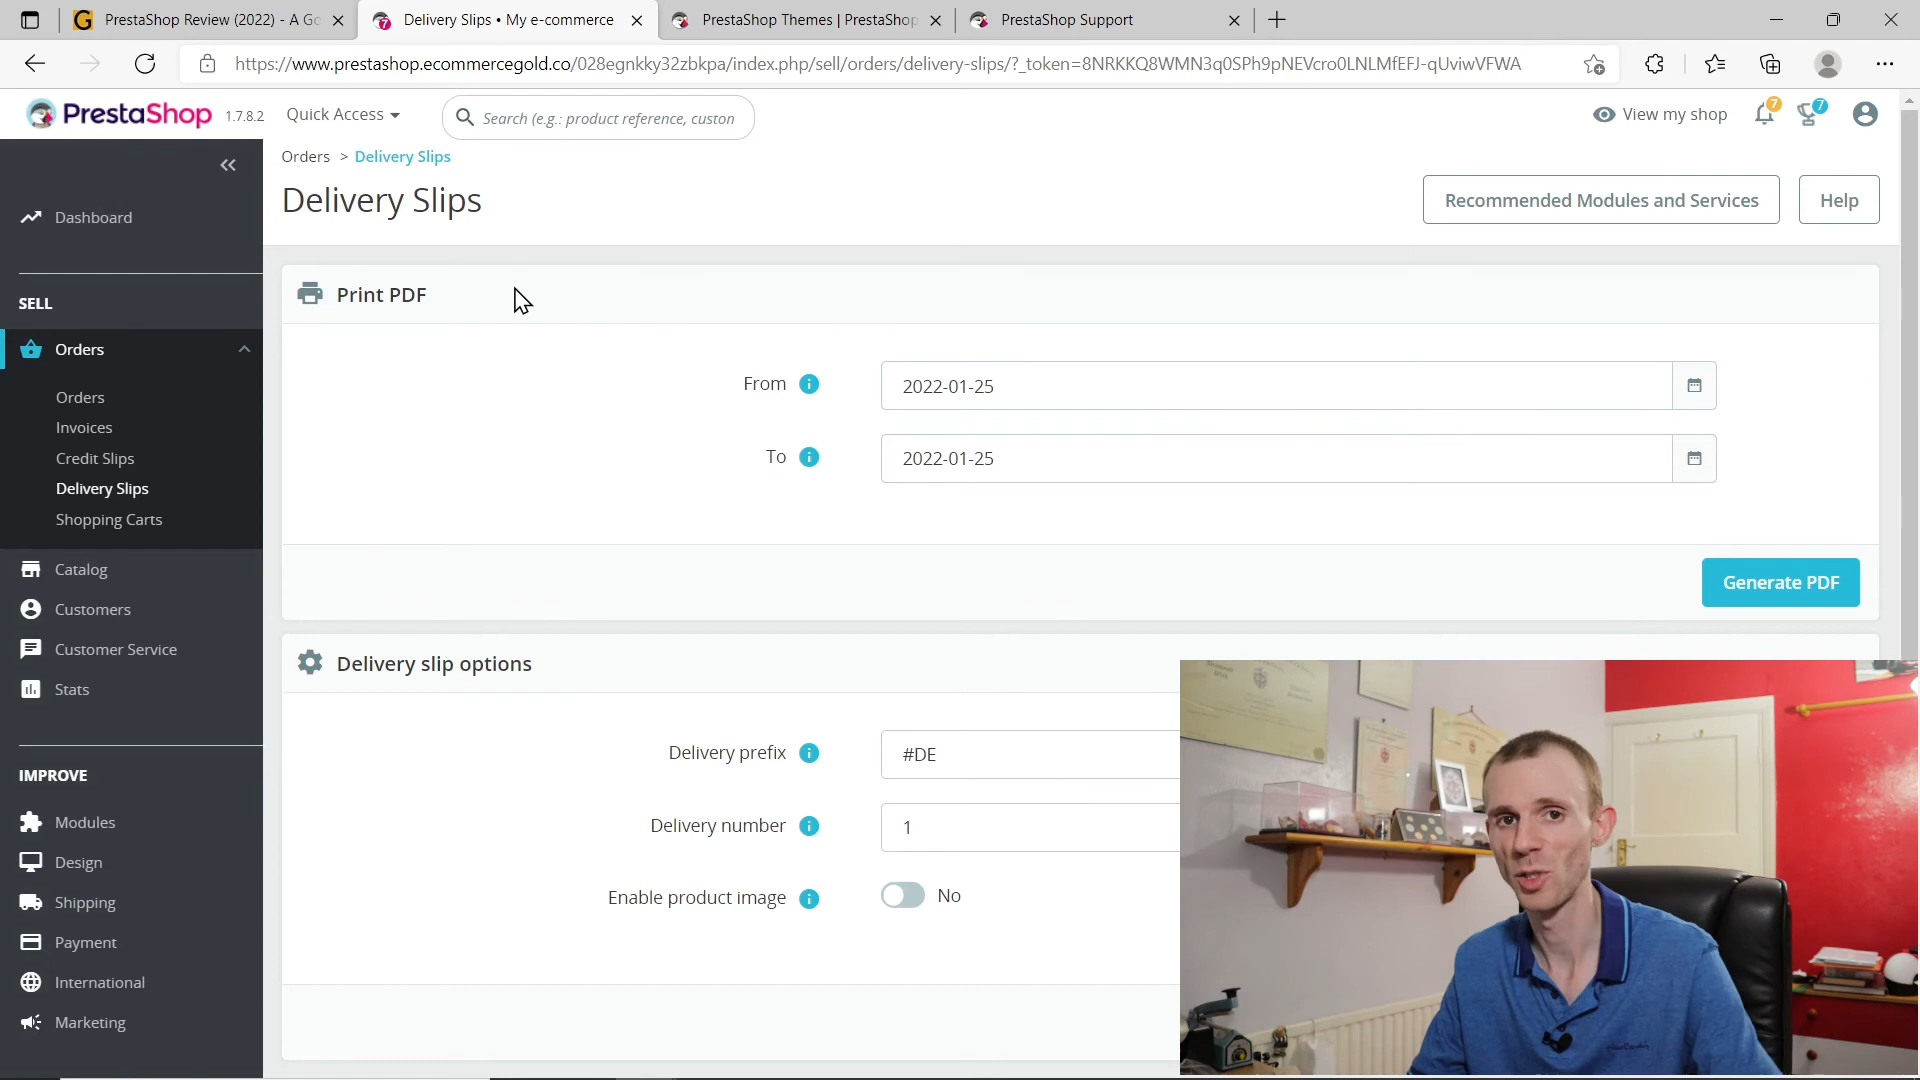 PrestaShop Review (2022) - A Go
Delivery Slips • My e-commerce
PrestaShop Themes | PrestaShop
PrestaShop Support
https://www.prestashop.ecommercegold.co/028egnkky32zbkpa/index.php/sell/orders/delivery-slips/?_token=8NRKKQ8WMN3q0SPh9pNEVcro0LNLMfEFJ-qUviwVFWA
PrestaShop 1.7.8.2
Quick Access
Search (e.g.: product reference, custon
View my shop
7
7
Orders > Delivery Slips
Delivery Slips
Recommended Modules and Services
Help
Dashboard
SELL
Orders
Orders
Invoices
Credit Slips
Delivery Slips
Shopping Carts
Catalog
Customers
Customer Service
Stats
IMPROVE
Modules
Design
Shipping
Payment
International
Marketing
Print PDF
From 2022-01-25
To 2022-01-25
Generate PDF
Delivery slip options
Delivery prefix #DE
Delivery number 1
Enable product image No